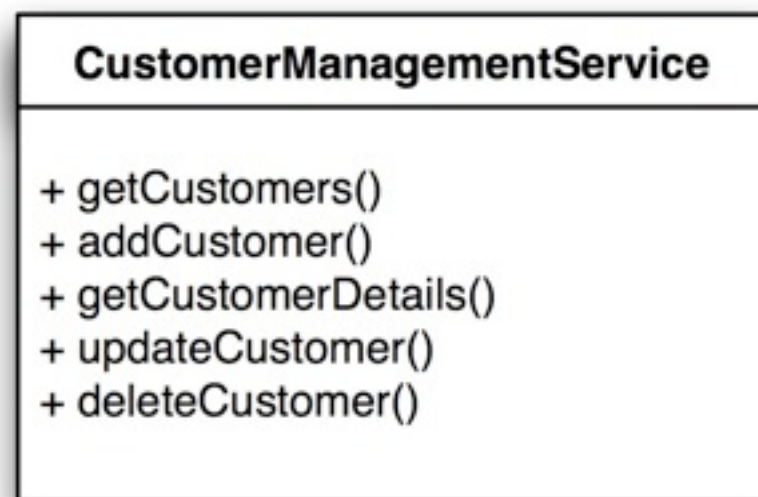 CustomerManagementService
+ getCustomers()
+ addCustomer()
+ getCustomerDetails()
+ updateCustomer()
+ deleteCustomer()